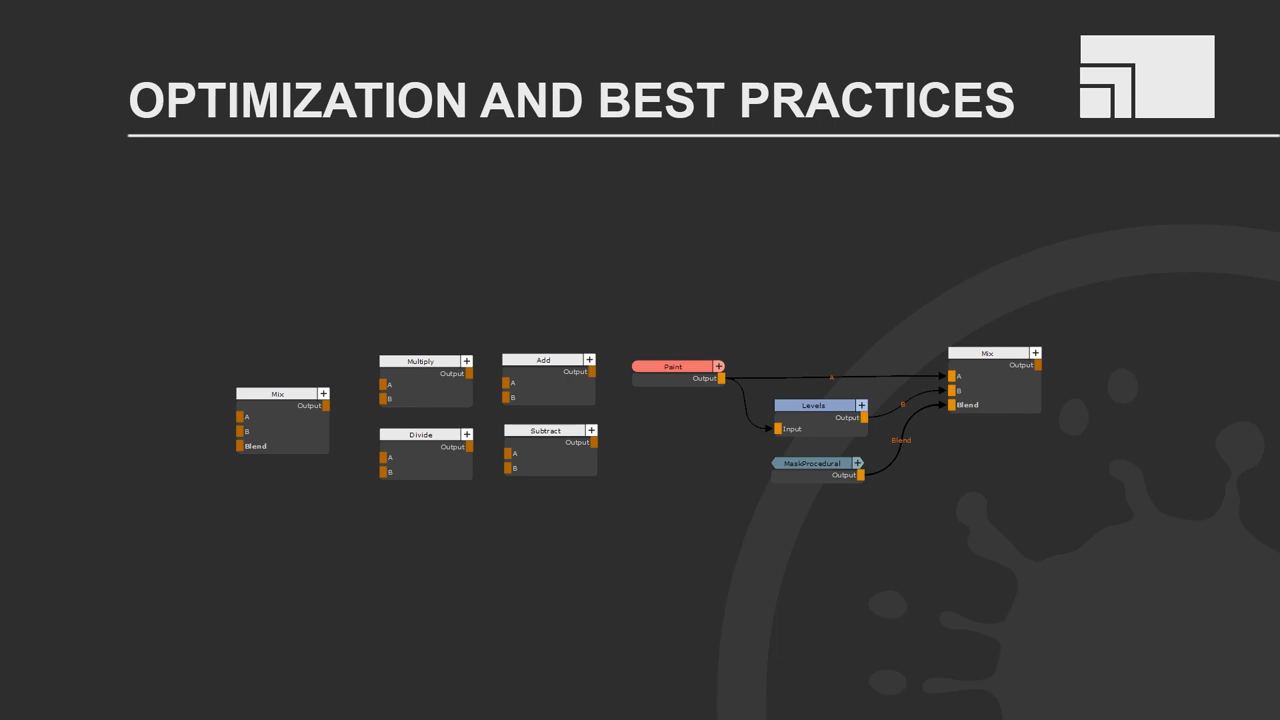 OPTIMIZATION AND BEST PRACTICES
Mix +
Output
A
B
Blend
Multiply +
Output
A
B
Divide +
Output
A
B
Add +
Output
A
B
Subtract +
Output
A
B
Paint +
Output
A
Levels +
Output
Input
B
MaskProcedural +
Output
Blend
Mix +
Output
A
B
Blend